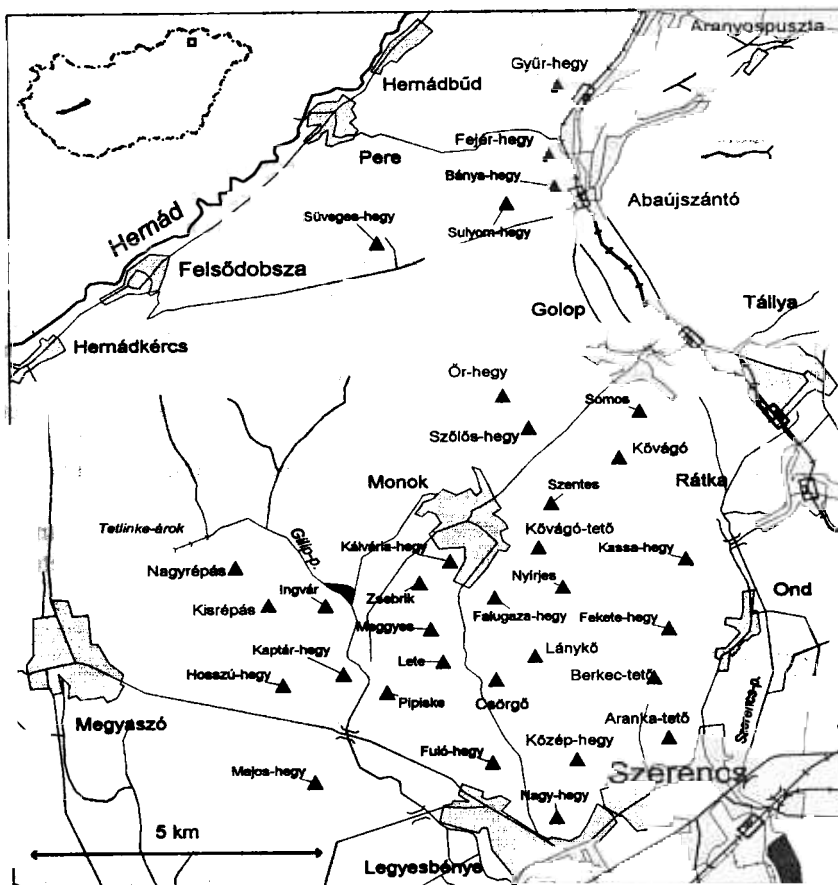 Aranyospuszta
Gyűr-hegy
Hernádbűd
Fejér-hegy
Pere
Bánya-hegy
Abaújszántó
Hernád
Süveges-hegy
Sulyom-hegy
Felsődobsza
Golop
Tállya
Hernádkércs
Őr-hegy
Somos
Szőlős-hegy
Kővágó
Monok
Rátka
Szentes
Tetlinke-árok
Gilip-p.
Kővágó-tető
Kálvária-hegy
Kassa-hegy
Nagyrépás
Ingvár
Zsebrik
Nyírjes
Ond
Kisrépás
Falugaza-hegy
Fekete-hegy
Meggyes
Kaptár-hegy
Lete
Lánykő
Hosszú-hegy
Berkec-tető
Pipiske
Csörgő
Szerencs-p.
Megyaszó
Aranka-tető
Fuló-hegy
Közép-hegy
Majos-hegy
Szerencs
Nagy-hegy
5 km
Legyesbénye